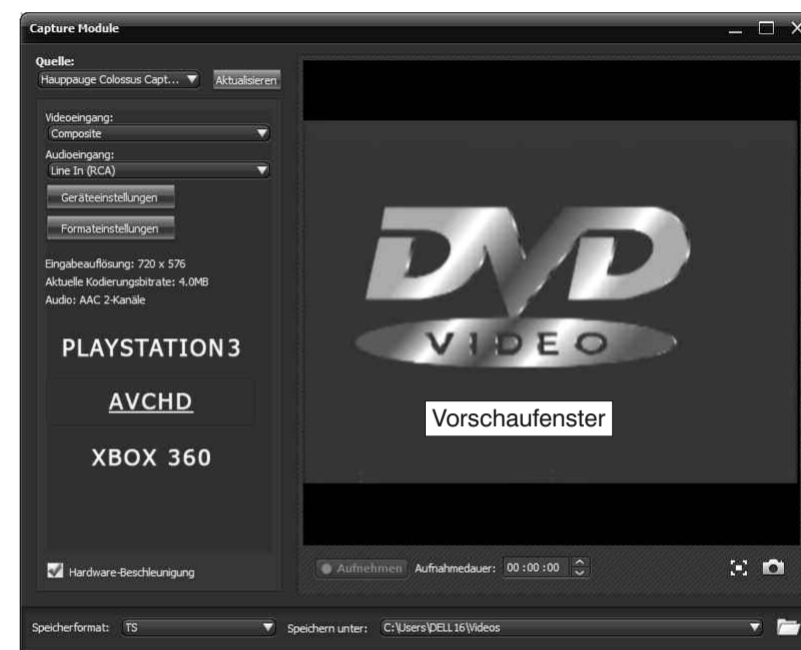 Capture Module
Quelle:
Hauppauge Colossus Capt...
Aktualisieren
Videoeingang:
Composite
Audioeingang:
Line In (RCA)
Geräteeinstellungen
Formateinstellungen
Eingabeauflösung: 720 x 576
Aktuelle Kodierungsbitrate: 4.0MB
Audio: AAC 2-Kanäle
PLAYSTATION3
AVCHD
XBOX 360
Hardware-Beschleunigung
DVD
VIDEO
Vorschaufenster
Aufnehmen Aufnahmedauer: 00 :00 :00
Speicherformat: TS Speichern unter: C:\Users\DELL16\Videos